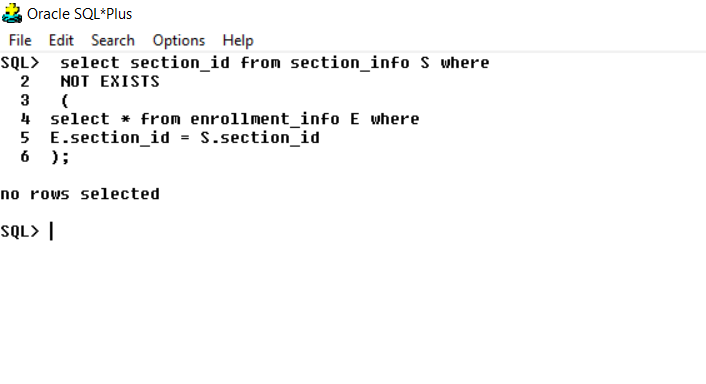 Oracle SQL*Plus
File Edit Search Options Help
SQL>  select section_id from section_info S where
  2   NOT EXISTS
  3   (
  4  select * from enrollment_info E where
  5  E.section_id = S.section_id
  6  );
no rows selected
SQL>